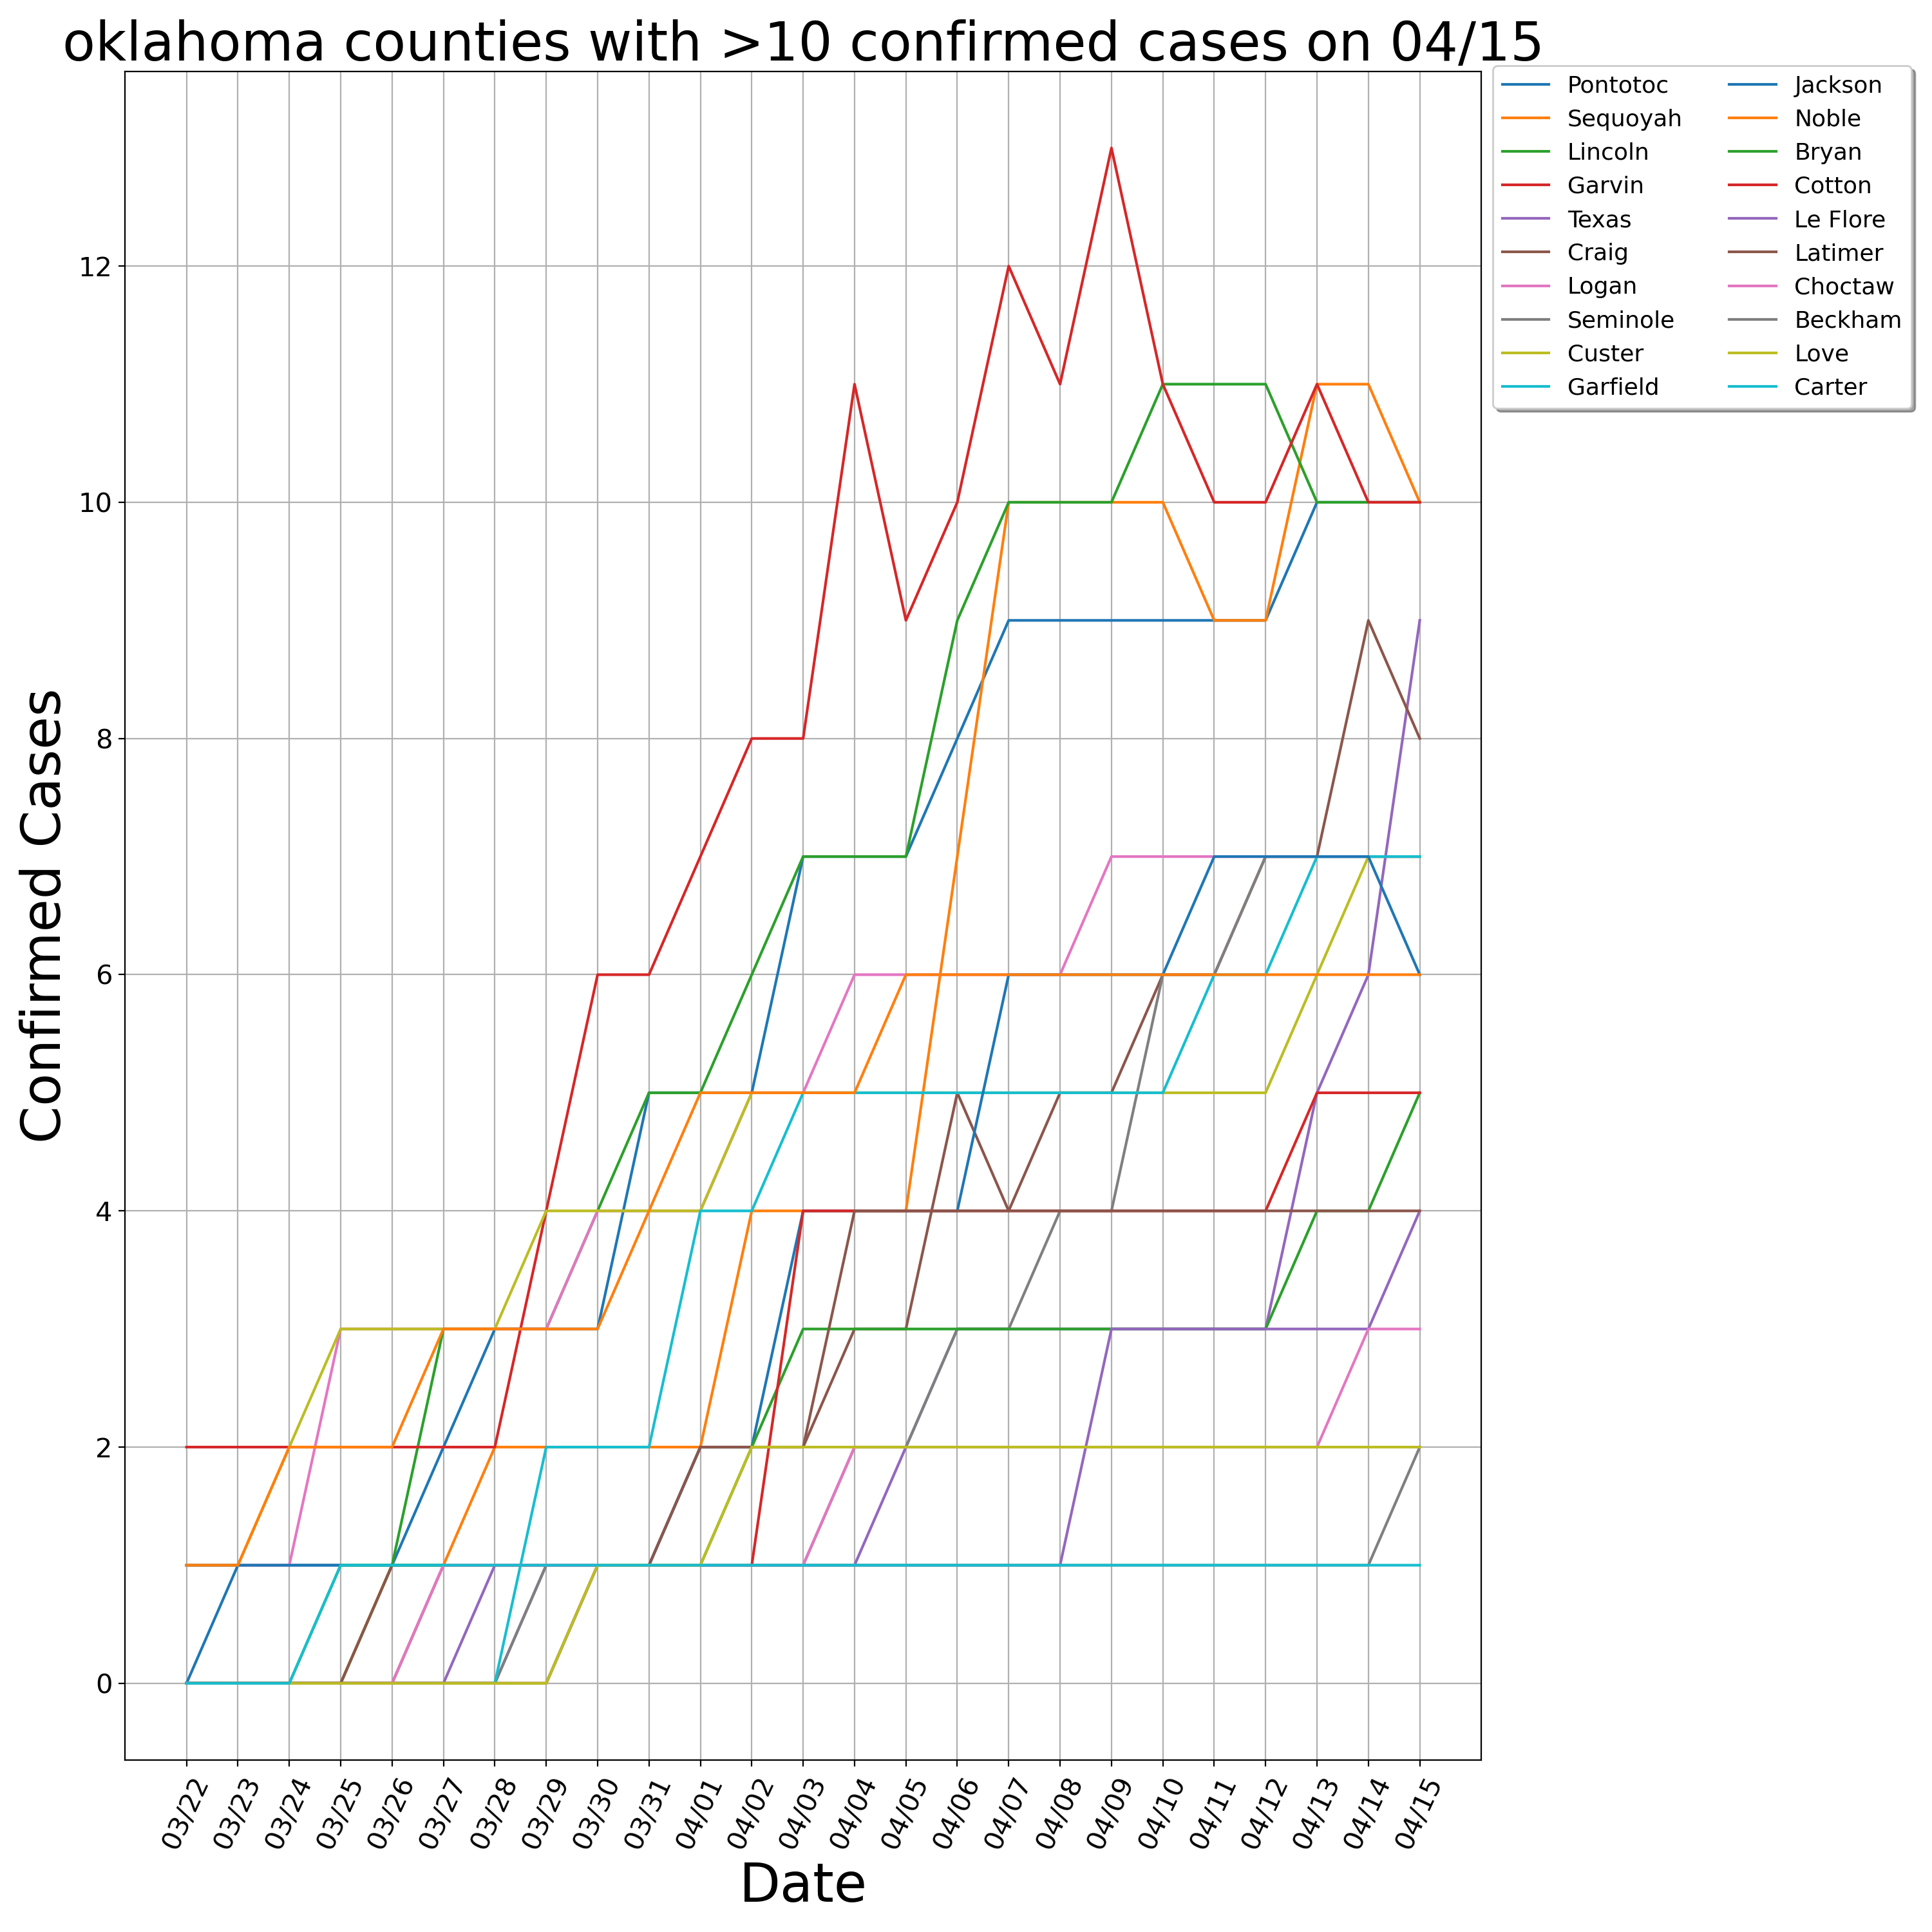 oklahoma counties with >10 confirmed cases on 04/15
Pontotoc
Sequoyah
Lincoln
Garvin
Texas
Craig
Logan
Seminole
Custer
Garfield
Jackson
Noble
Bryan
Cotton
Le Flore
Latimer
Choctaw
Beckham
Love
Carter
Confirmed Cases
12
10
8
6
4
2
0
03/22
03/23
03/24
03/25
03/26
03/27
03/28
03/29
03/30
03/31
04/01
04/02
04/03
04/04
04/05
04/06
04/07
04/08
04/09
04/10
04/11
04/12
04/13
04/14
04/15
Date